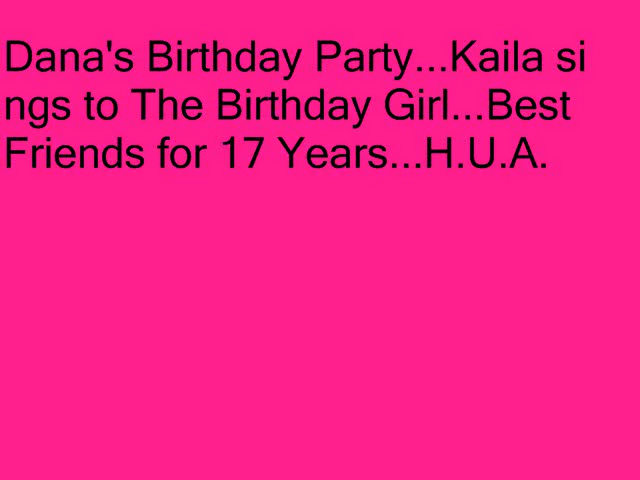 Dana's Birthday Party...Kaila si
ngs to The Birthday Girl...Best
Friends for 17 Years...H.U.A.